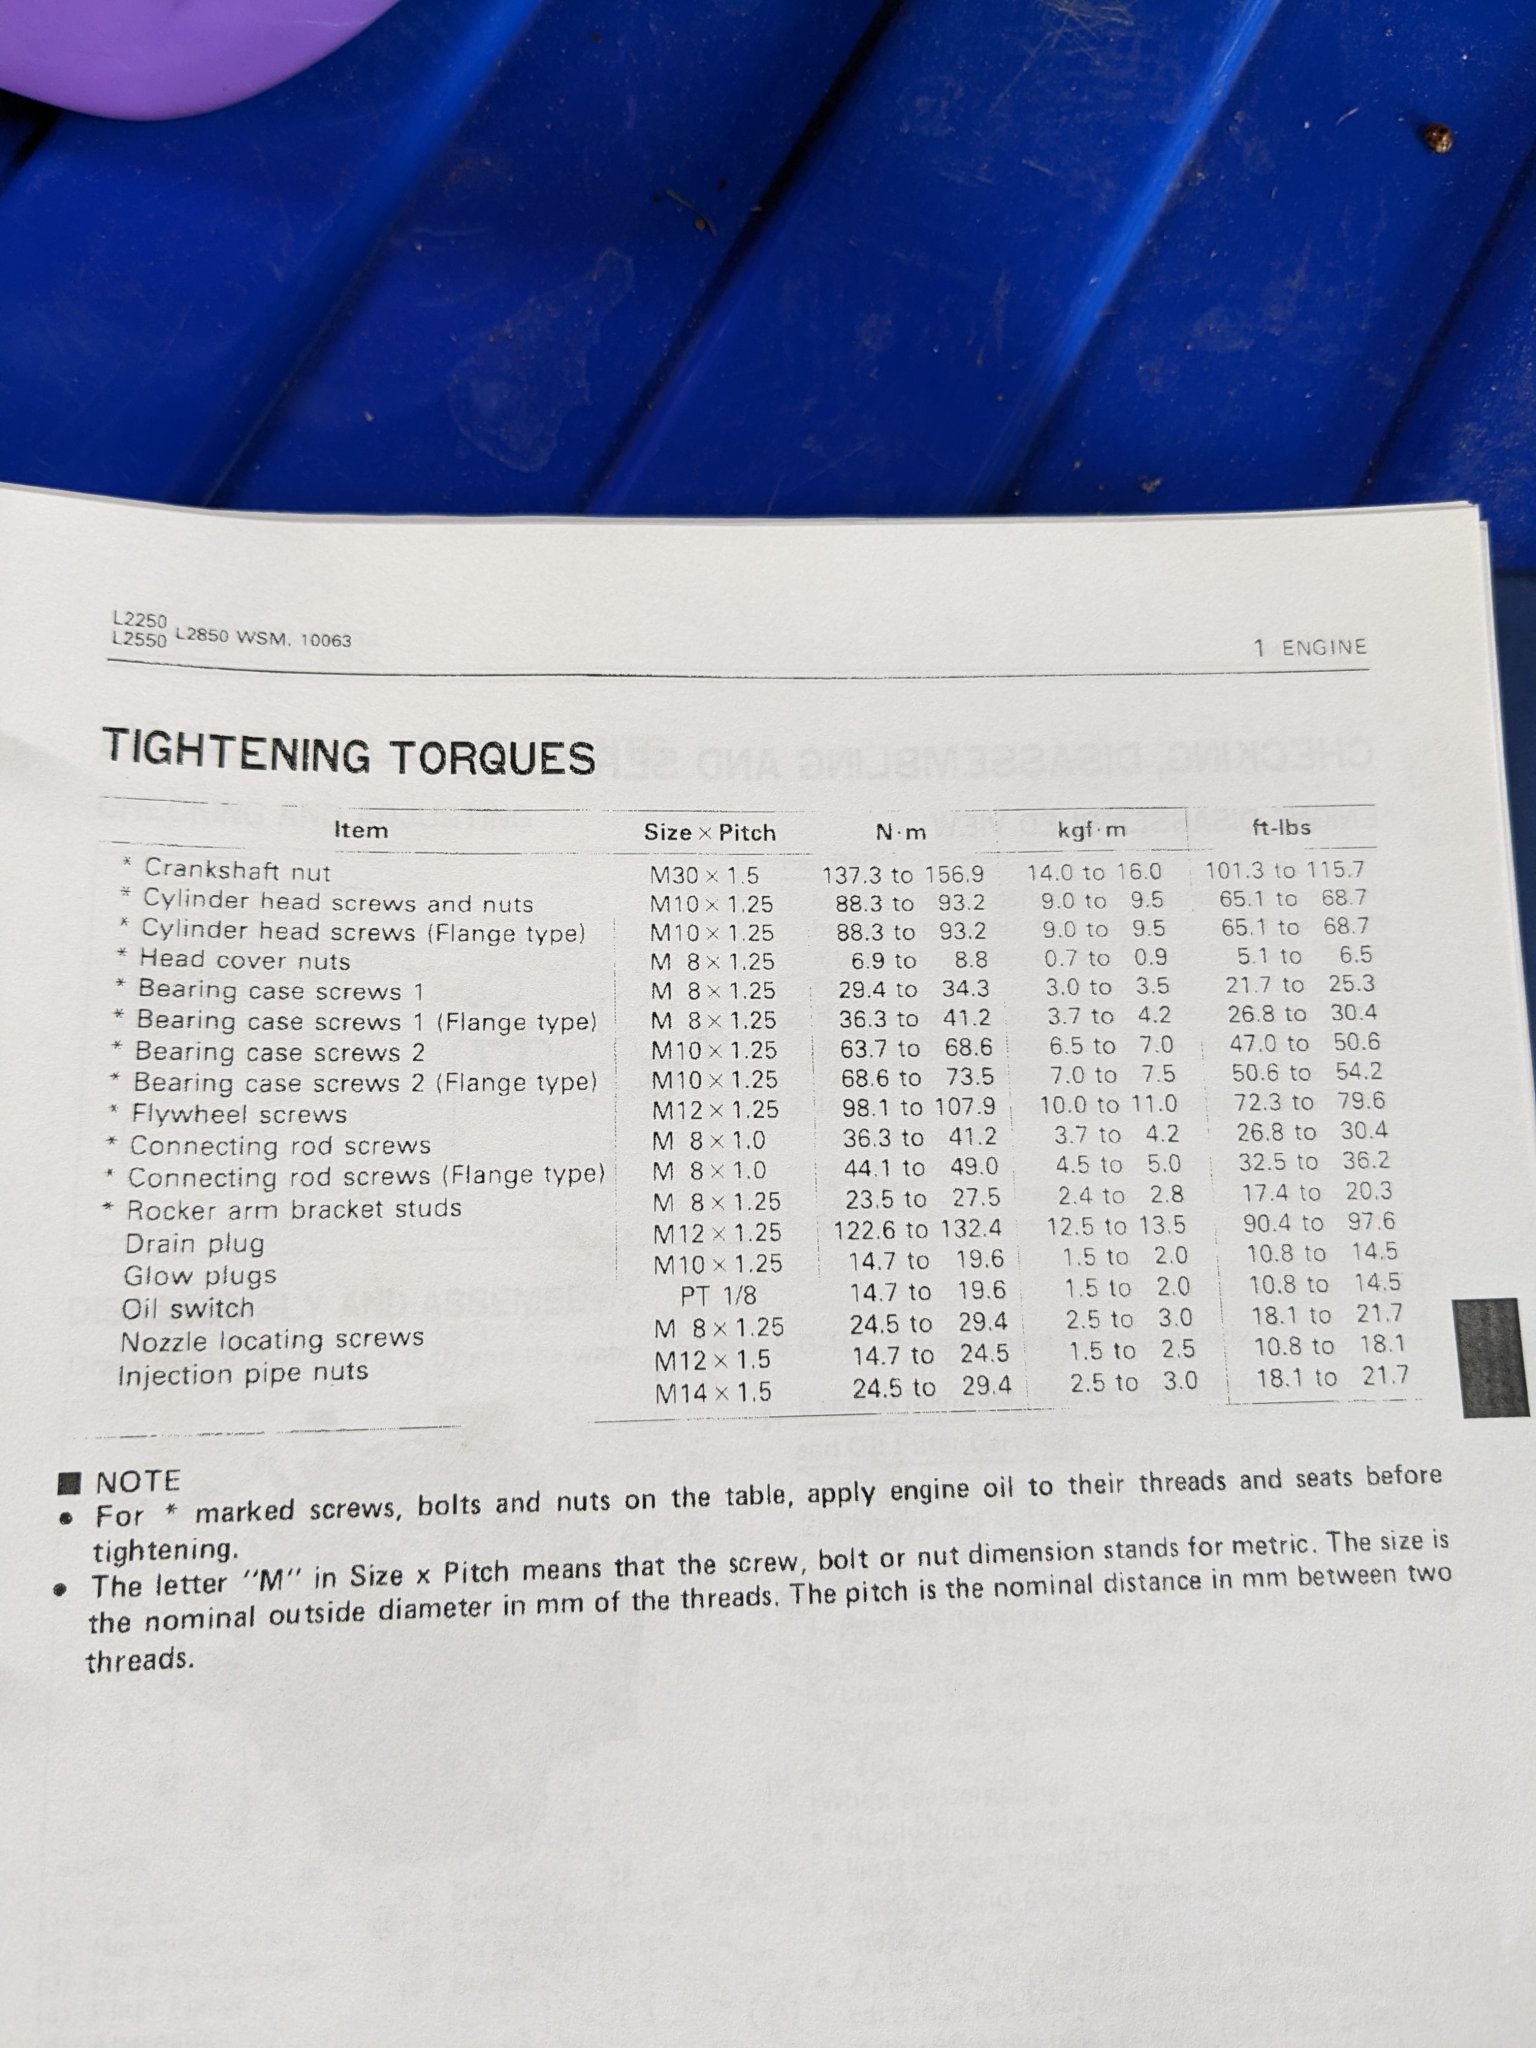 L2250
L2550 L2850 WSM, 10063
1 ENGINE
TIGHTENING TORQUES
Item Size × Pitch N·m kgf·m ft-lbs
* Crankshaft nut M30 × 1.5 137.3 to 156.9 14.0 to 16.0 101.3 to 115.7
* Cylinder head screws and nuts M10 × 1.25 88.3 to 93.2 9.0 to 9.5 65.1 to 68.7
* Cylinder head screws (Flange type) M10 × 1.25 88.3 to 93.2 9.0 to 9.5 65.1 to 68.7
* Head cover nuts M 8 × 1.25 6.9 to 8.8 0.7 to 0.9 5.1 to 6.5
* Bearing case screws 1 M 8 × 1.25 29.4 to 34.3 3.0 to 3.5 21.7 to 25.3
* Bearing case screws 1 (Flange type) M 8 × 1.25 36.3 to 41.2 3.7 to 4.2 26.8 to 30.4
* Bearing case screws 2 M10 × 1.25 63.7 to 68.6 6.5 to 7.0 47.0 to 50.6
* Bearing case screws 2 (Flange type) M10 × 1.25 68.6 to 73.5 7.0 to 7.5 50.6 to 54.2
* Flywheel screws M12 × 1.25 98.1 to 107.9 10.0 to 11.0 72.3 to 79.6
* Connecting rod screws M 8 × 1.0 36.3 to 41.2 3.7 to 4.2 26.8 to 30.4
* Connecting rod screws (Flange type) M 8 × 1.0 44.1 to 49.0 4.5 to 5.0 32.5 to 36.2
* Rocker arm bracket studs M 8 × 1.25 23.5 to 27.5 2.4 to 2.8 17.4 to 20.3
Drain plug M12 × 1.25 122.6 to 132.4 12.5 to 13.5 90.4 to 97.6
Glow plugs M10 × 1.25 14.7 to 19.6 1.5 to 2.0 10.8 to 14.5
Oil switch PT 1/8 14.7 to 19.6 1.5 to 2.0 10.8 to 14.5
Nozzle locating screws M 8 × 1.25 24.5 to 29.4 2.5 to 3.0 18.1 to 21.7
Injection pipe nuts M12 × 1.5 14.7 to 24.5 1.5 to 2.5 10.8 to 18.1
M14 × 1.5 24.5 to 29.4 2.5 to 3.0 18.1 to 21.7
■ NOTE
● For * marked screws, bolts and nuts on the table, apply engine oil to their threads and seats before
tightening.
● The letter "M" in Size x Pitch means that the screw, bolt or nut dimension stands for metric. The size is
the nominal outside diameter in mm of the threads. The pitch is the nominal distance in mm between two
threads.